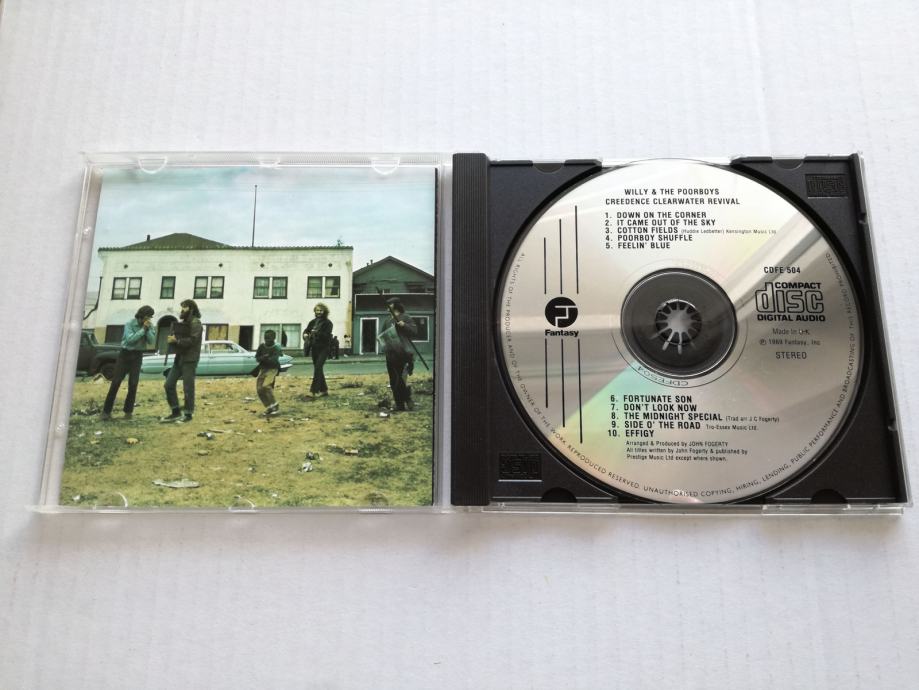 WILLY & THE POORBOYS
CREEDENCE CLEARWATER REVIVAL
1. DOWN ON THE CORNER
2. IT CAME OUT OF THE SKY
3. COTTON FIELDS (Huddie Ledbetter) Kensington Music Ltd.
4. POORBOY SHUFFLE
5. FEELIN' BLUE
CDFE 504
COMPACT
disc
DIGITAL AUDIO
Made in U.K.
℗ 1969 Fantasy, Inc
STEREO
Fantasy
CDFE504
6. FORTUNATE SON
7. DON'T LOOK NOW
8. THE MIDNIGHT SPECIAL (Trad arr J C Fogerty)
9. SIDE O' THE ROAD Tro-Essex Music Ltd.
10. EFFIGY
Arranged & Produced by JOHN FOGERTY
All titles written by John Fogerty & published by
Prestige Music Ltd except where shown.
ALL RIGHTS OF THE PRODUCER AND OF THE OWNER OF THE WORK REPRODUCED RESERVED. UNAUTHORISED COPYING, HIRING, LENDING, PUBLIC PERFORMANCE AND BROADCASTING OF THIS RECORD PROHIBITED